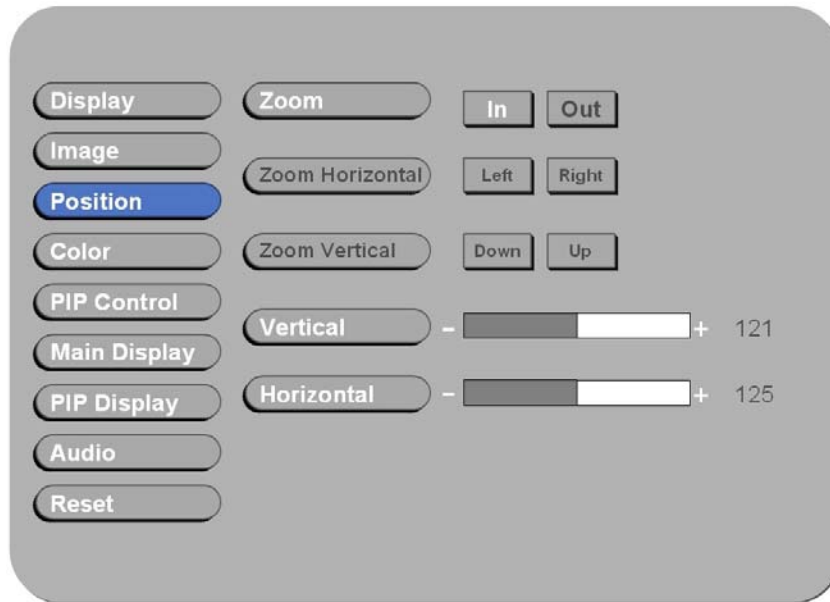 Display
Image
Position
Color
PIP Control
Main Display
PIP Display
Audio
Reset
Zoom In Out
Zoom Horizontal Left Right
Zoom Vertical Down Up
Vertical - + 121
Horizontal - + 125